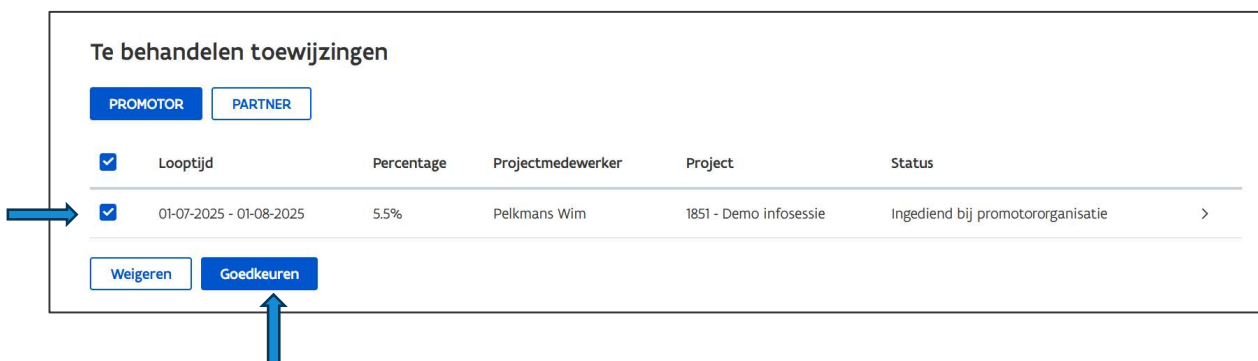 Te behandelen toewijzingen
PROMOTOR PARTNER
Looptijd Percentage Projectmedewerker Project Status
01-07-2025 - 01-08-2025 5.5% Pelkmans Wim 1851 - Demo infosessie Ingediend bij promotororganisatie
Weigeren Goedkeuren